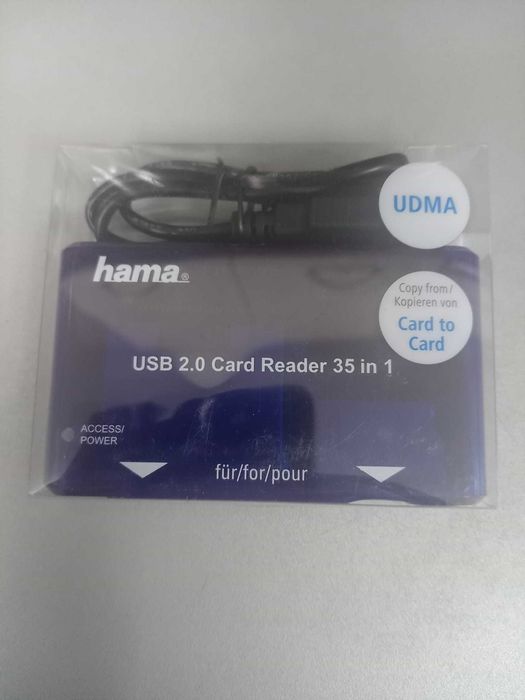 UDMA
hama®
Copy from/
Kopieren von
Card to
Card
USB 2.0 Card Reader 35 in 1
ACCESS/
POWER
für/for/pour